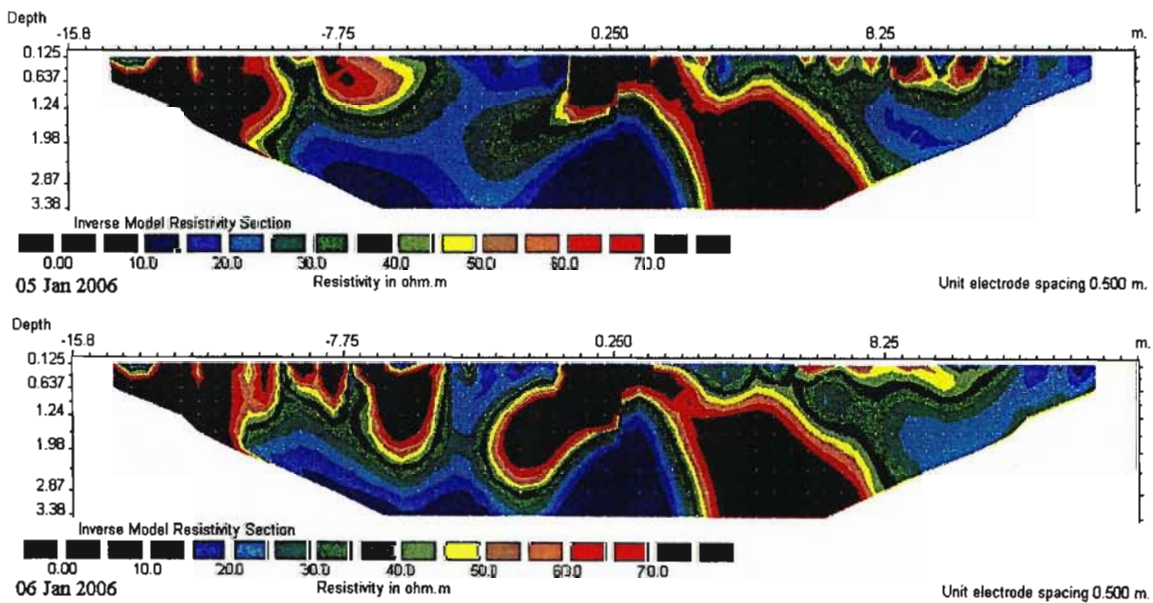 Depth
-15.8 -7.75 0.250 8.25 m.
0.125
0.637
1.24
1.98
2.87
3.38
Inverse Model Resistivity Section
0.00 10.0 20.0 30.0 40.0 50.0 60.0 70.0
Resistivity in ohm.m
Unit electrode spacing 0.500 m.
05 Jan 2006
Depth
-15.8 -7.75 0.250 8.25 m.
0.125
0.637
1.24
1.98
2.87
3.38
Inverse Model Resistivity Section
0.00 10.0 20.0 30.0 40.0 50.0 60.0 70.0
Resistivity in ohm.m
Unit electrode spacing 0.500 m.
06 Jan 2006